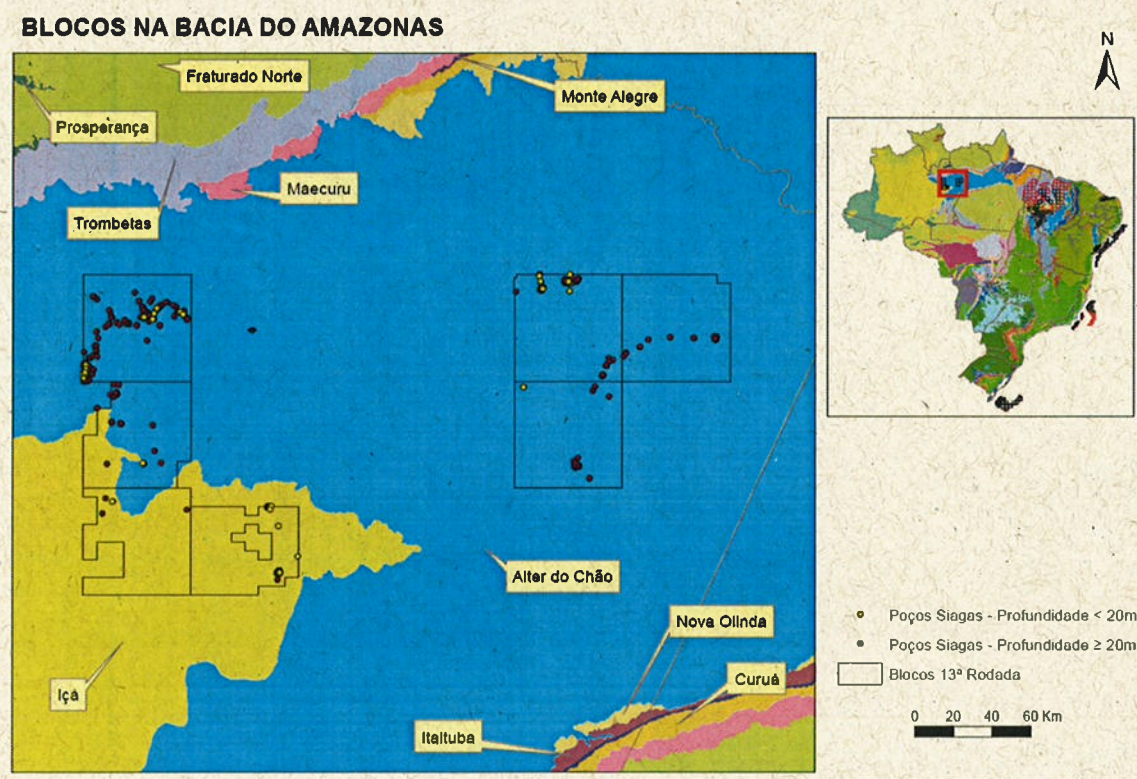 BLOCOS NA BACIA DO AMAZONAS
N
Fraturado Norte
Monte Alegre
Prosperança
Maecuru
Trombetas
Alter do Chão
Nova Olinda
Poços Siagas - Profundidade < 20m
Poços Siagas - Profundidade ≥ 20m
Blocos 13ª Rodada
Içá
Curuá
Itaituba
0 20 40 60 Km